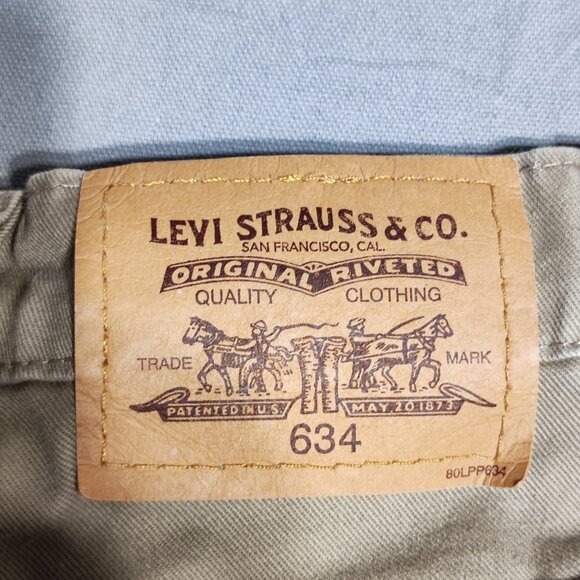 LEVI STRAUSS & CO.
SAN FRANCISCO, CAL.
ORIGINAL RIVETED
QUALITY CLOTHING
TRADE MARK
PATENTED IN U.S. MAY 20 1873
634
80LPP634